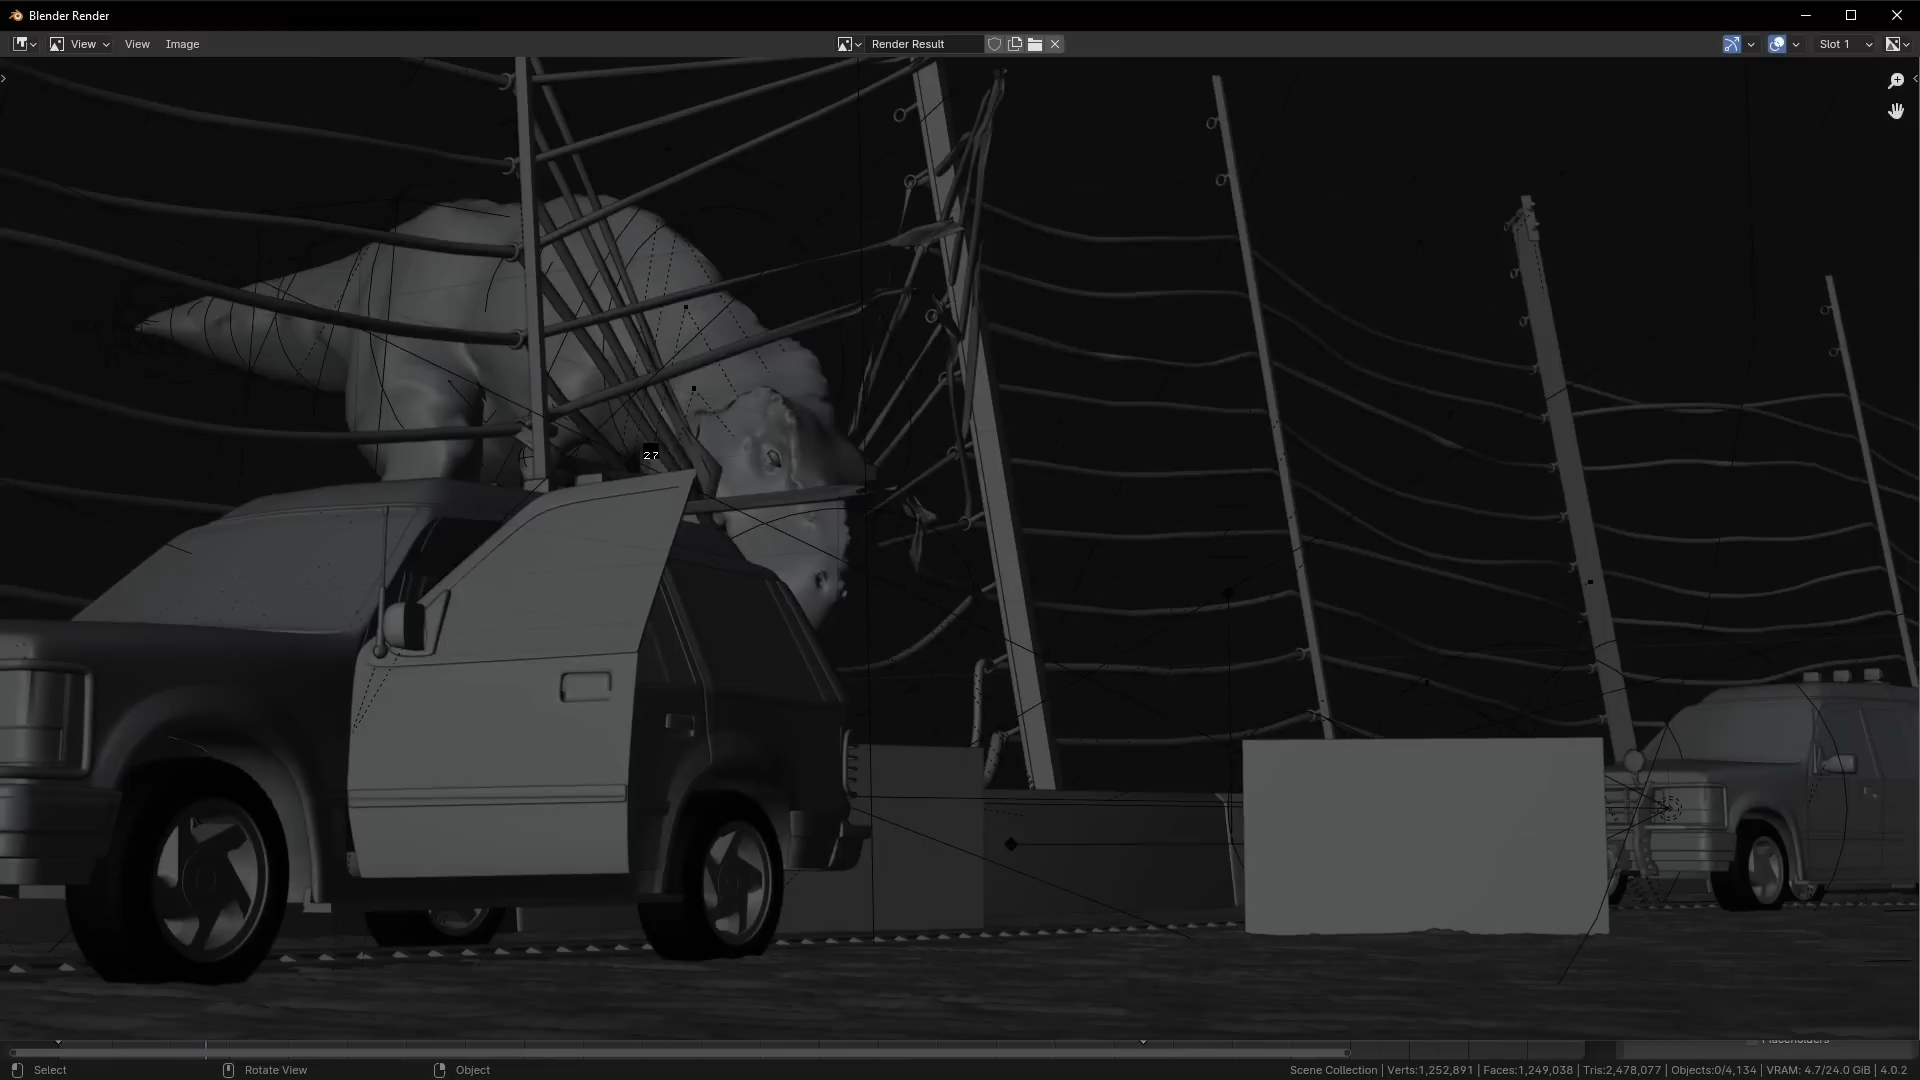 Blender Render
View View Image Render Result Slot 1
27
Placeholders
Select Rotate View Object Scene Collection | Verts:1,252,891 | Faces:1,249,038 | Tris:2,478,077 | Objects:0/4,134 | VRAM: 4.7/24.0 GiB | 4.0.2